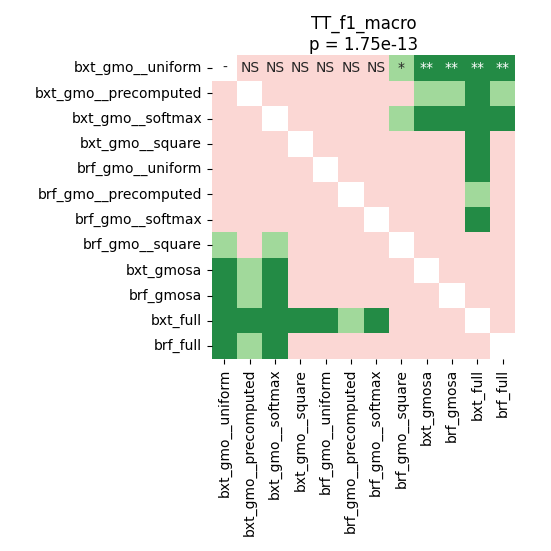 TT_f1_macro
p = 1.75e-13
bxt_gmo__uniform - NS NS NS NS NS NS * ** ** ** **
bxt_gmo__precomputed
bxt_gmo__softmax
bxt_gmo__square
brf_gmo__uniform
brf_gmo__precomputed
brf_gmo__softmax
brf_gmo__square
bxt_gmosa
brf_gmosa
bxt_full
brf_full
bxt_gmo__uniform
bxt_gmo__precomputed
bxt_gmo__softmax
bxt_gmo__square
brf_gmo__uniform
brf_gmo__precomputed
brf_gmo__softmax
brf_gmo__square
bxt_gmosa
brf_gmosa
bxt_full
brf_full